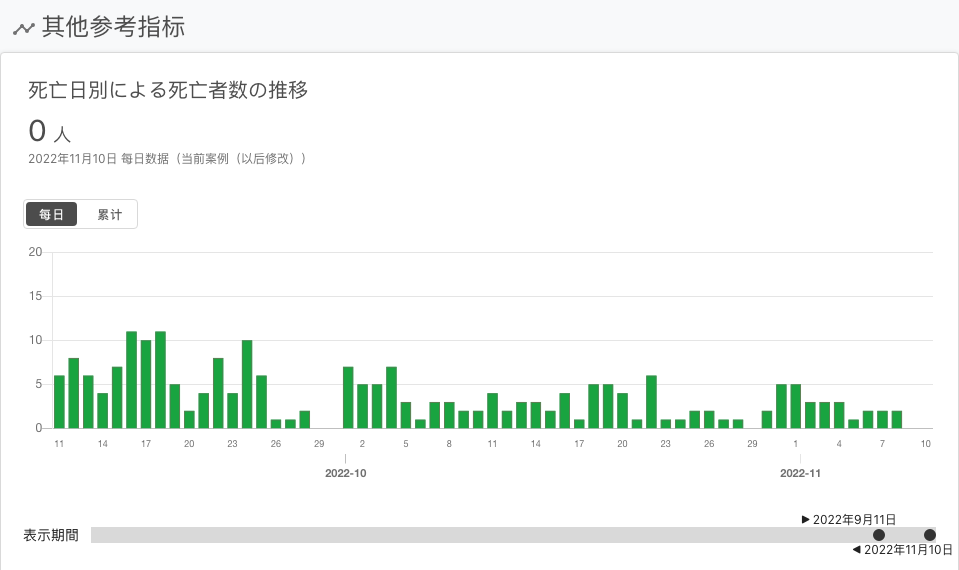 其他参考指标
死亡日別による死亡者数の推移
0 人
2022年11月10日 每日数据（当前案例（以后修改））
每日 累计
20
15
10
5
0
11 14 17 20 23 26 29 2 5 8 11 14 17 20 23 26 29 1 4 7 10
2022-10 2022-11
▶ 2022年9月11日
表示期間
◀ 2022年11月10日